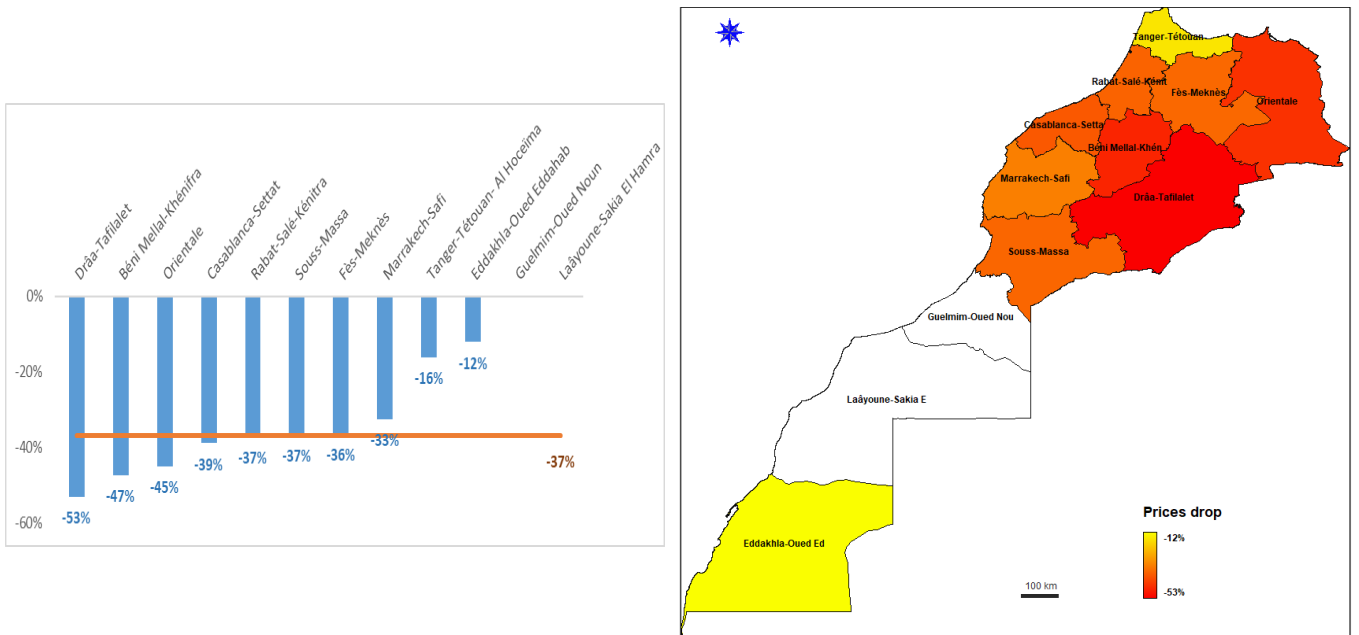 Drâa-Tafilalet
Béni Mellal-Khénifra
Orientale
Casablanca-Settat
Rabat-Salé-Kénitra
Souss-Massa
Fès-Meknès
Marrakech-Safi
Tanger-Tétouan- Al Hoceïma
Eddakhla-Oued Eddahab
Guelmim-Oued Noun
Laâyoune-Sakia El Hamra
0%
-20%
-40%
-60%
-53%
-47%
-45%
-39%
-37%
-37%
-36%
-33%
-16%
-12%
-37%
Tanger-Tétouan
Rabat-Salé-Kénit
Fès-Meknès
Orientale
Casablanca-Setta
Béni Mellal-Khén
Marrakech-Safi
Drâa-Tafilalet
Souss-Massa
Guelmim-Oued Nou
Laâyoune-Sakia E
Eddakhla-Oued Ed
Prices drop
-12%
-53%
100 km